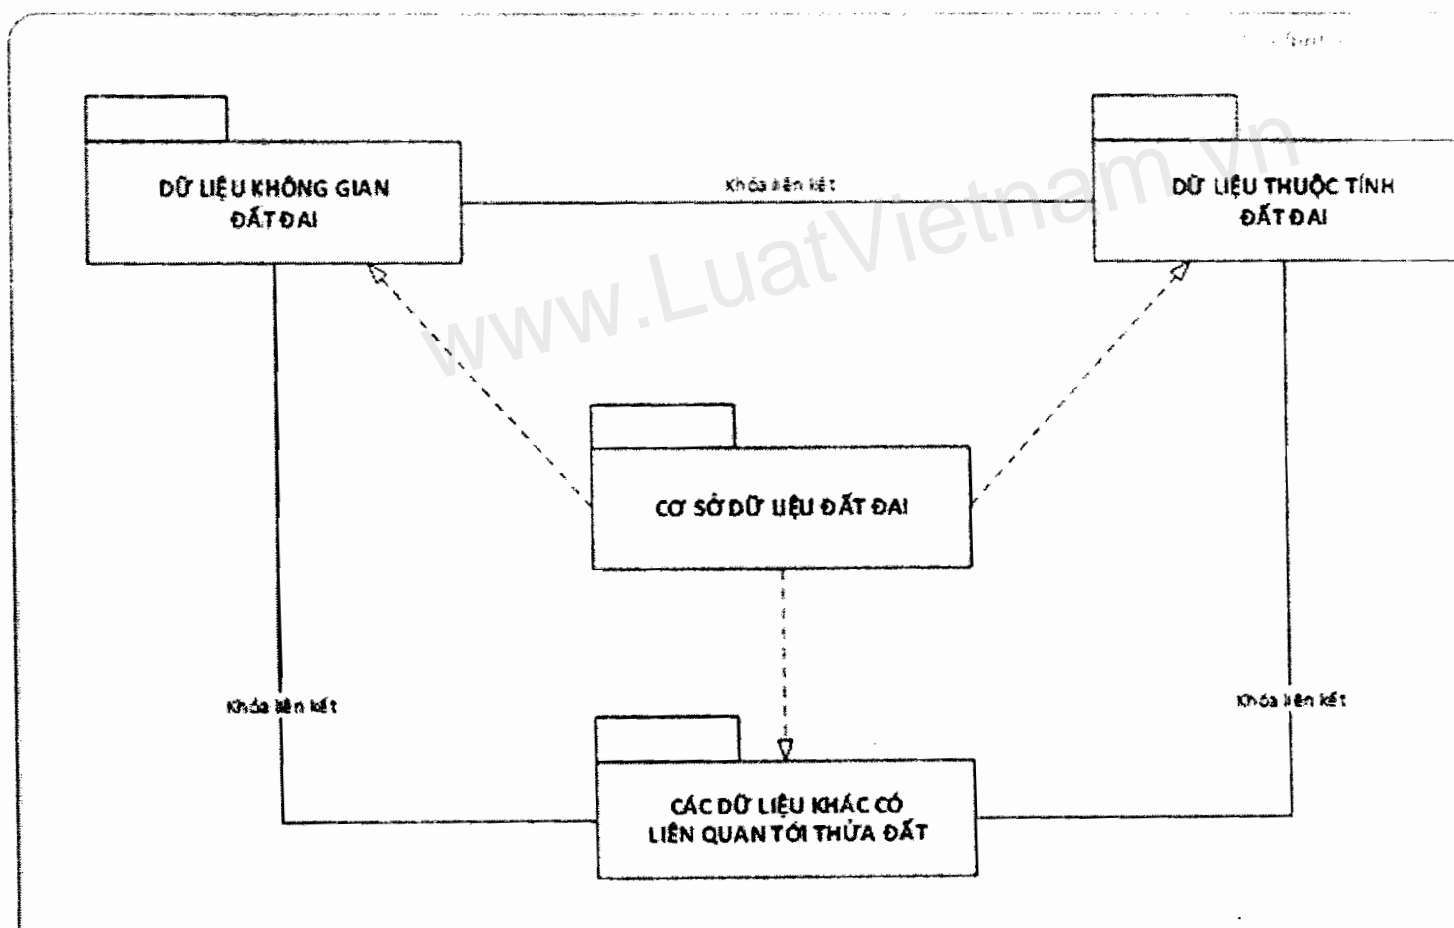 DỮ LIỆU KHÔNG GIAN
ĐẤT ĐAI
Khóa liên kết
DỮ LIỆU THUỘC TÍNH
ĐẤT ĐAI
www.LuatVietnam.vn
CƠ SỞ DỮ LIỆU ĐẤT ĐAI
Khóa liên kết
Khóa liên kết
CÁC DỮ LIỆU KHÁC CÓ
LIÊN QUAN TỚI THỬA ĐẤT